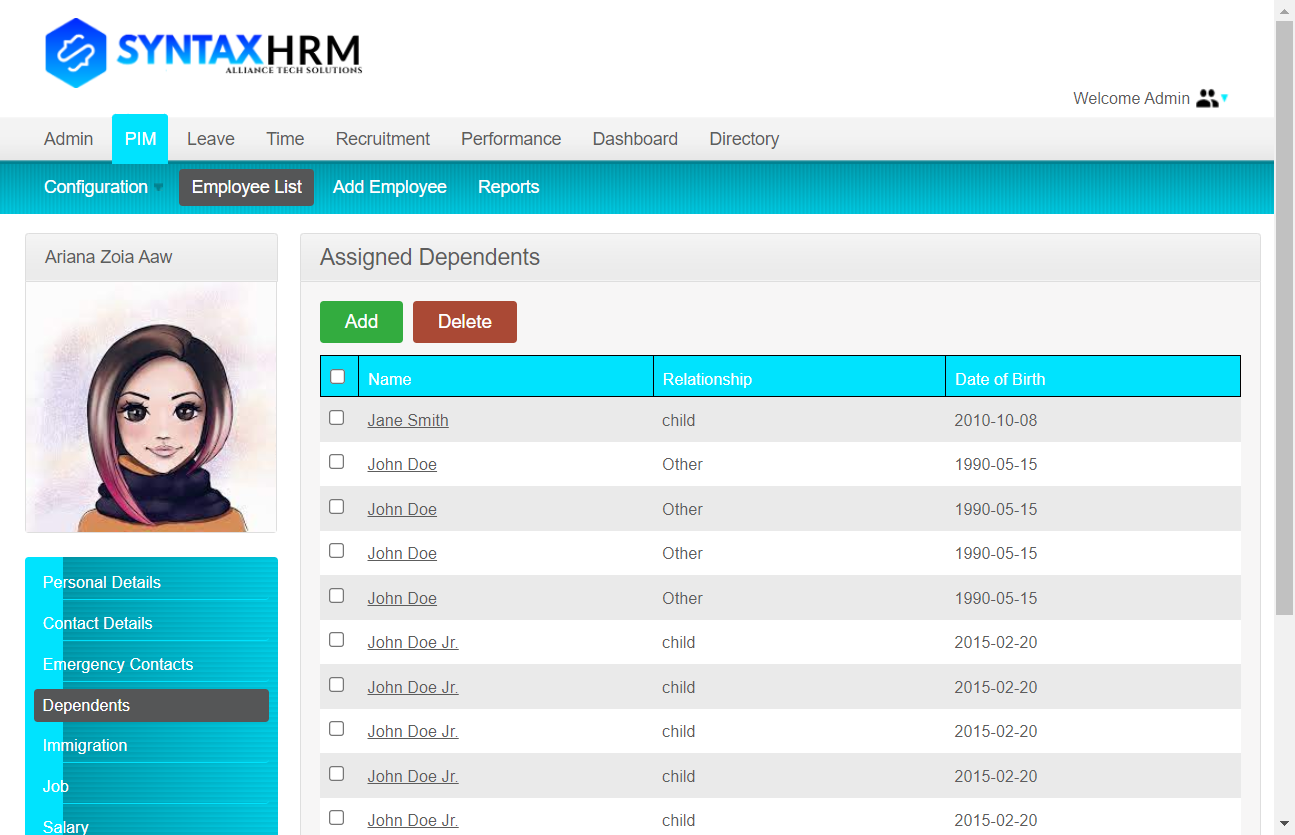 SYNTAXHRM
ALLIANCE TECH SOLUTIONS
Welcome Admin
Admin PIM Leave Time Recruitment Performance Dashboard Directory
Configuration Employee List Add Employee Reports
Ariana Zoia Aaw
Personal Details
Contact Details
Emergency Contacts
Dependents
Immigration
Job
Salary
Assigned Dependents
Add Delete
Name Relationship Date of Birth
Jane Smith child 2010-10-08
John Doe Other 1990-05-15
John Doe Other 1990-05-15
John Doe Other 1990-05-15
John Doe Other 1990-05-15
John Doe Jr. child 2015-02-20
John Doe Jr. child 2015-02-20
John Doe Jr. child 2015-02-20
John Doe Jr. child 2015-02-20
John Doe Jr. child 2015-02-20